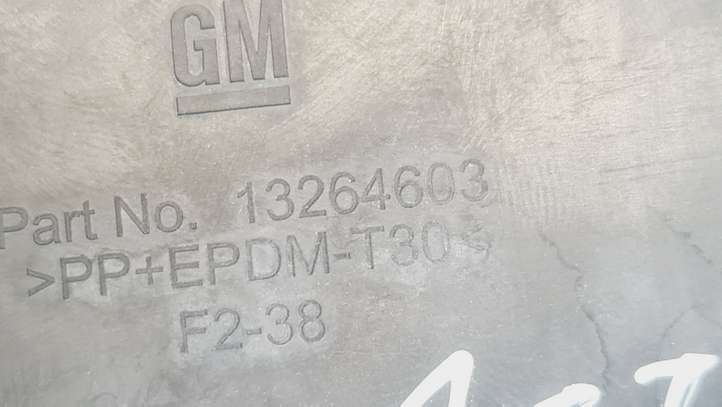 GM
Part No. 13264603
>PP+EPDM-T30<
F2-38